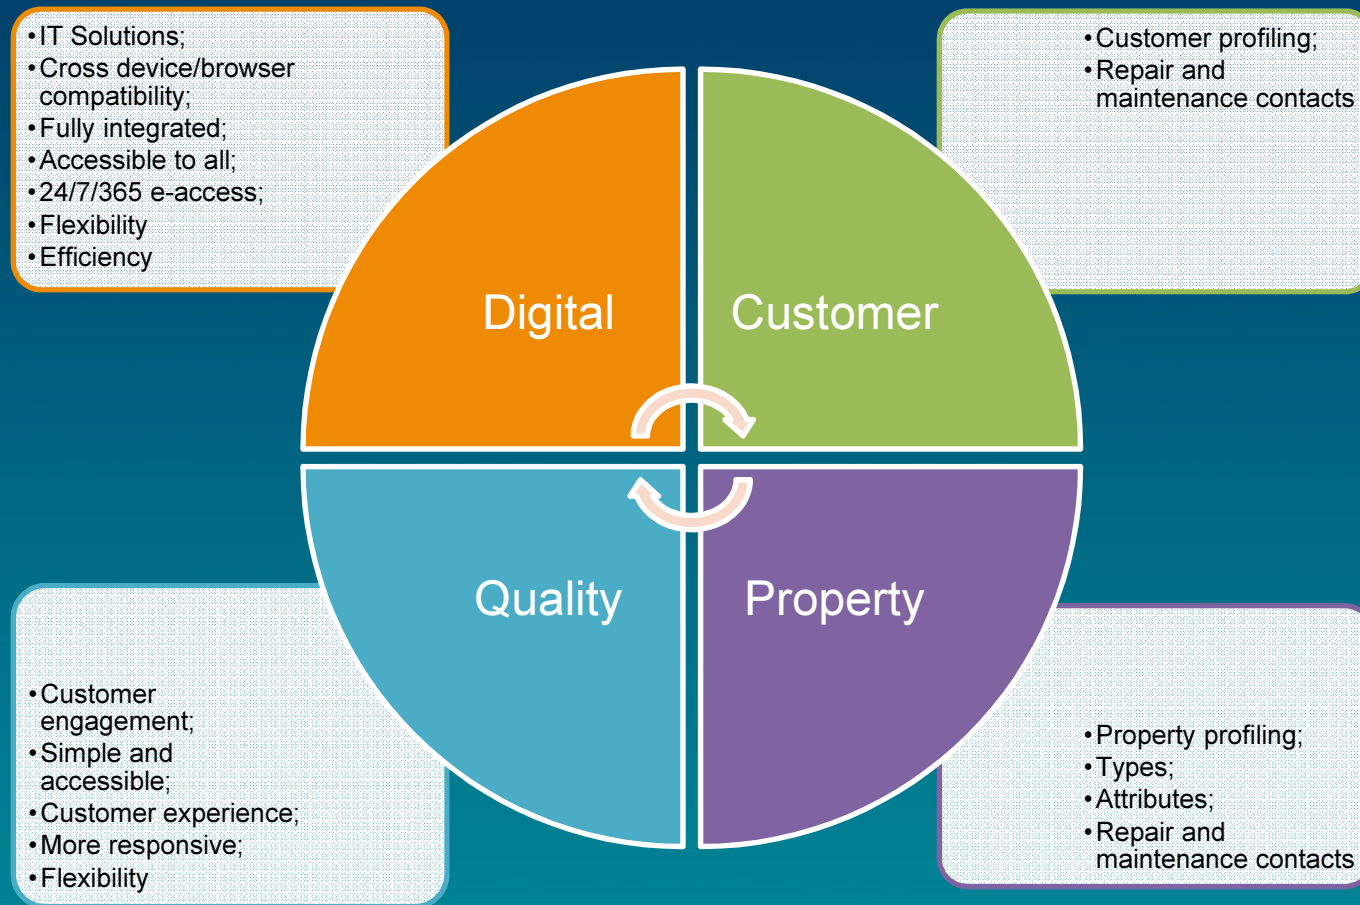 •IT Solutions;
•Cross device/browser
compatibility;
•Fully integrated;
•Accessible to all;
•24/7/365 e-access;
•Flexibility
•Efficiency
•Customer profiling;
•Repair and
maintenance contacts
Digital
Customer
Quality
Property
•Customer
engagement;
•Simple and
accessible;
•Customer experience;
•More responsive;
•Flexibility
•Property profiling;
•Types;
•Attributes;
•Repair and
maintenance contacts